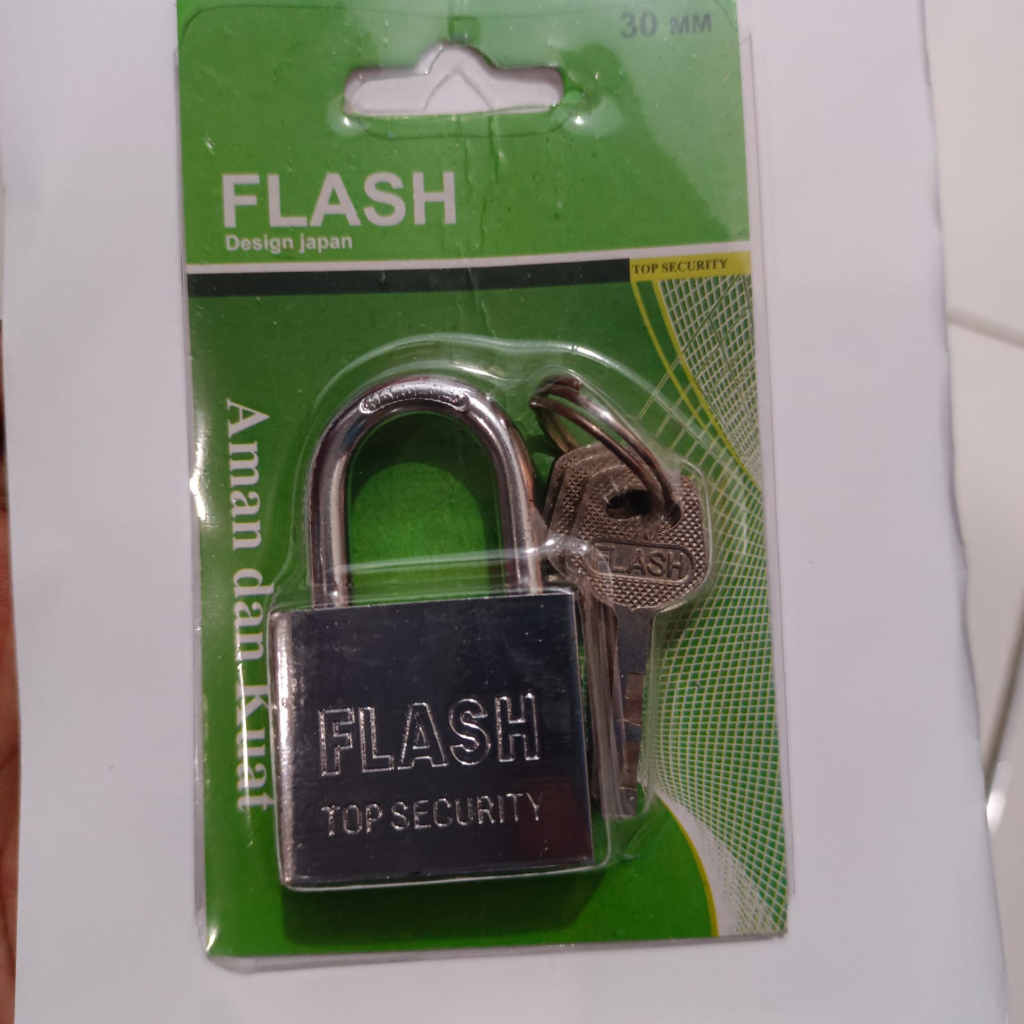 30 MM
FLASH
Design japan
TOP SECURITY
Aman dan Kuat
FLASH
FLASH
TOP SECURITY